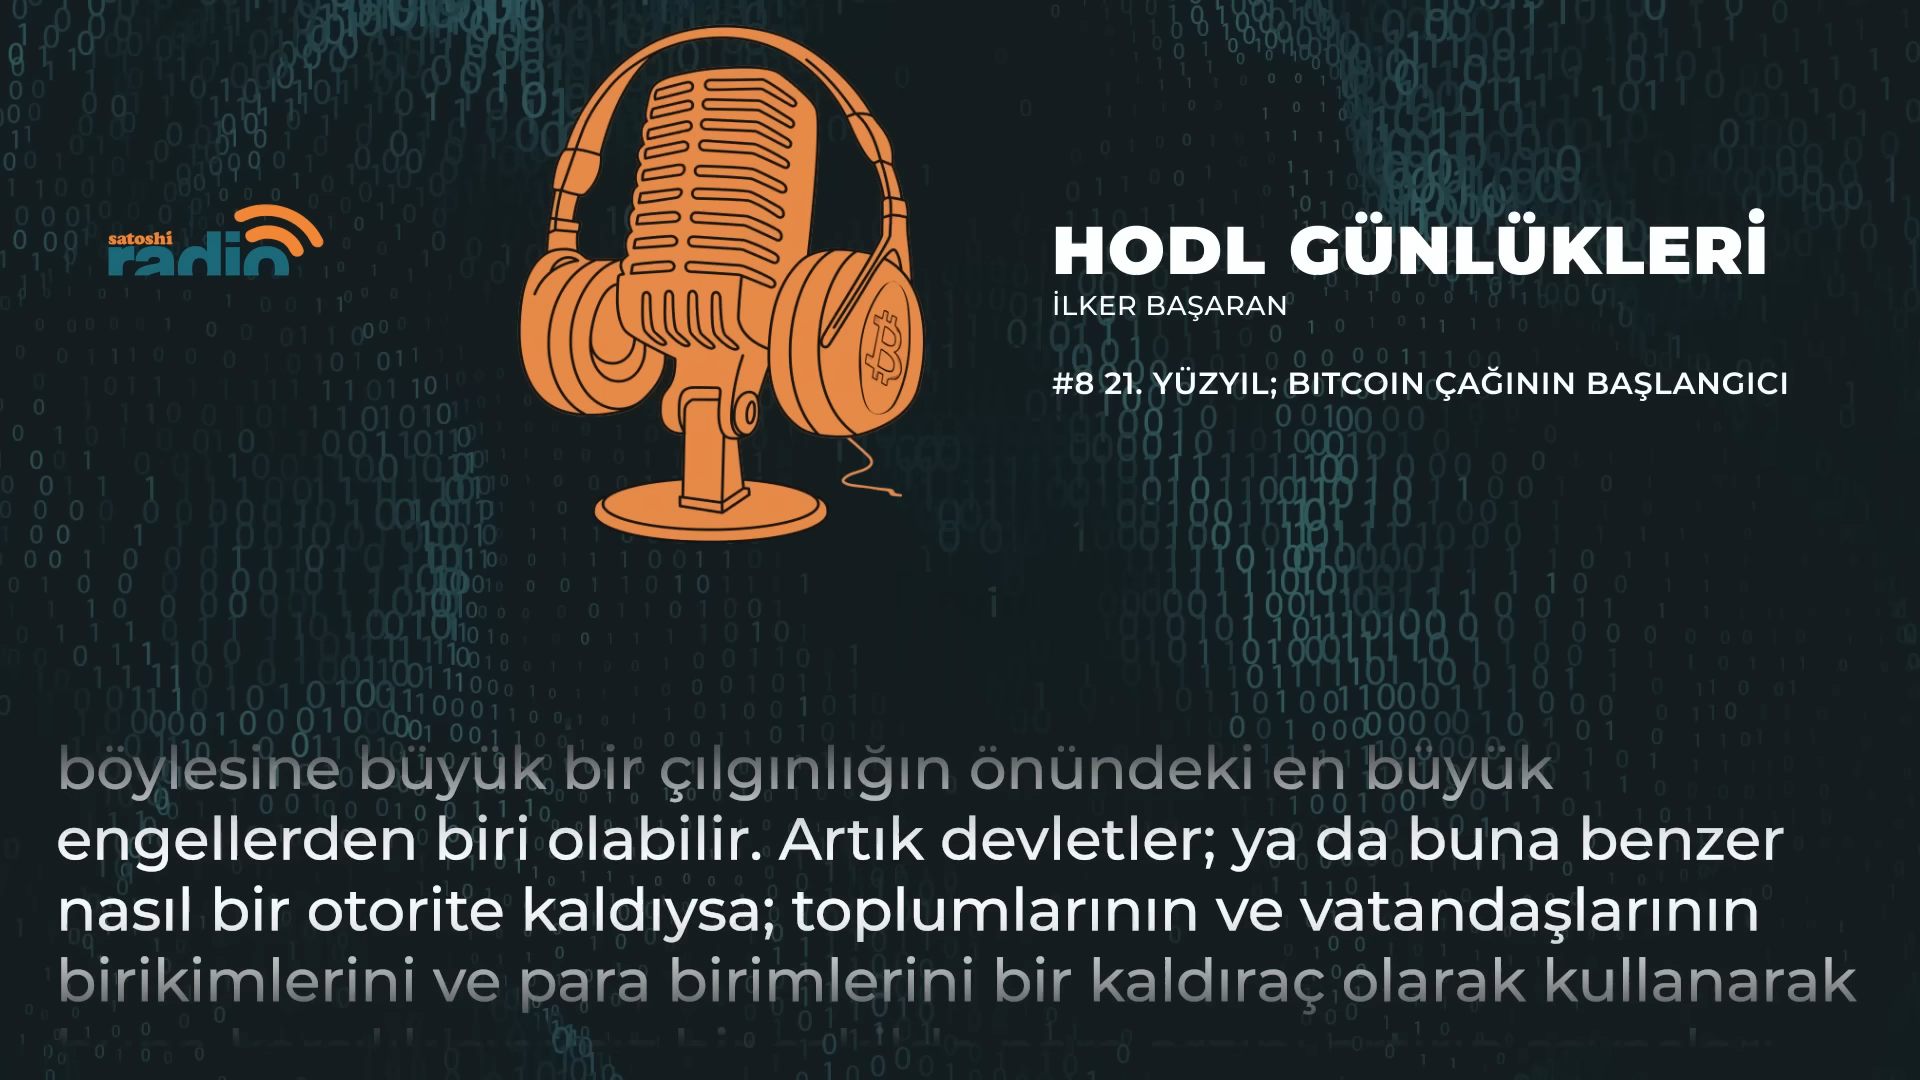 satoshi
radio
HODL GÜNLÜKLERİ
İLKER BAŞARAN
#8 21. YÜZYIL; BITCOIN ÇAĞININ BAŞLANGICI
böylesine büyük bir çılgınlığın önündeki en büyük
engellerden biri olabilir. Artık devletler; ya da buna benzer
nasıl bir otorite kaldıysa; toplumlarının ve vatandaşlarının
birikimlerini ve para birimlerini bir kaldıraç olarak kullanarak